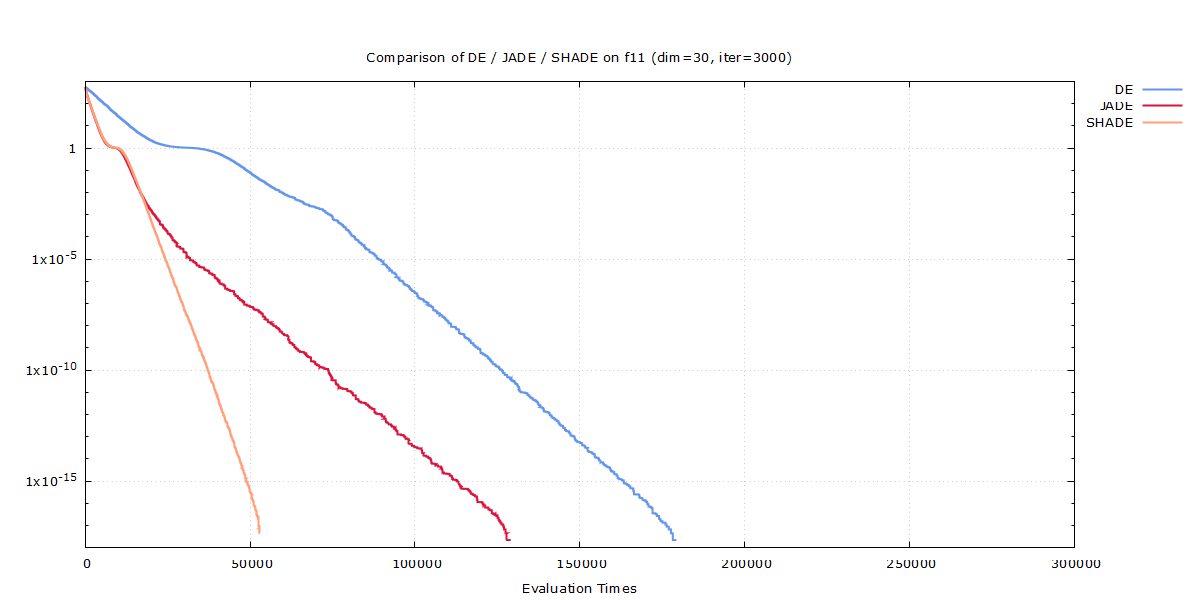 Comparison of DE / JADE / SHADE on f11 (dim=30, iter=3000)
DE
JADE
SHADE
1
1x10^-5
1x10^-10
1x10^-15
0 50000 100000 150000 200000 250000 300000
Evaluation Times